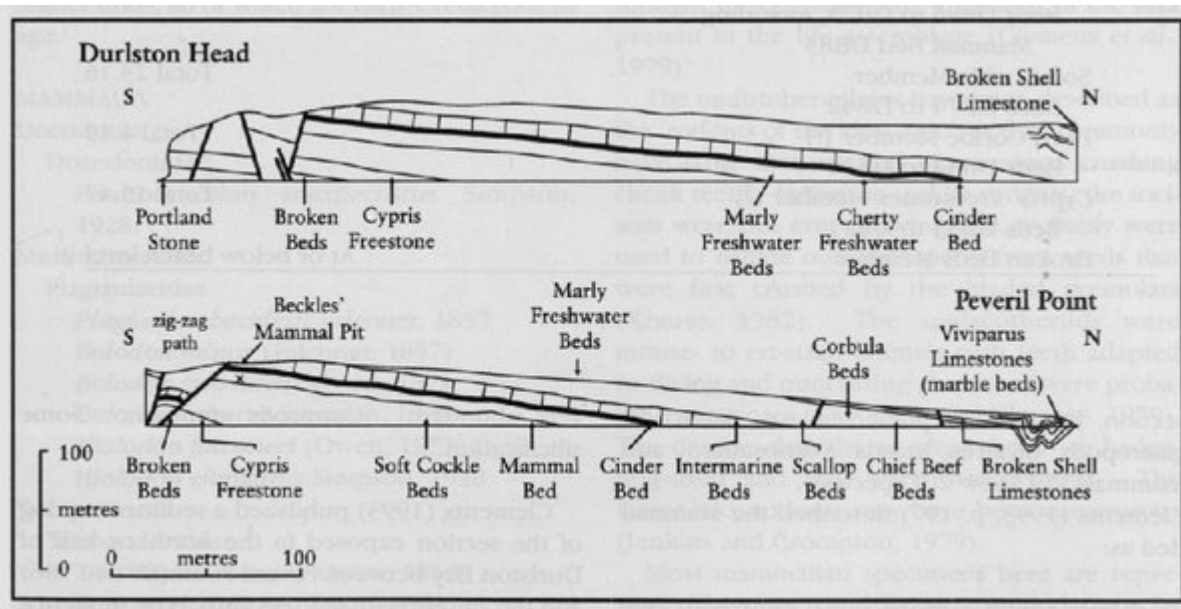 Durlston Head
S
Broken Shell
Limestone
N
Portland
Stone
Broken
Beds
Cypris
Freestone
Marly
Freshwater
Beds
Cherty
Freshwater
Beds
Cinder
Bed
S
zig-zag
path
Beckles'
Mammal Pit
Marly
Freshwater
Beds
Corbula
Beds
Peveril Point
Viviparus
Limestones
(marble beds)
N
100
metres
0
Broken
Beds
Cypris
Freestone
Soft Cockle
Beds
Mammal
Bed
Cinder
Bed
Intermarine
Beds
Scallop
Beds
Chief Beef
Beds
Broken Shell
Limestones
0 metres 100